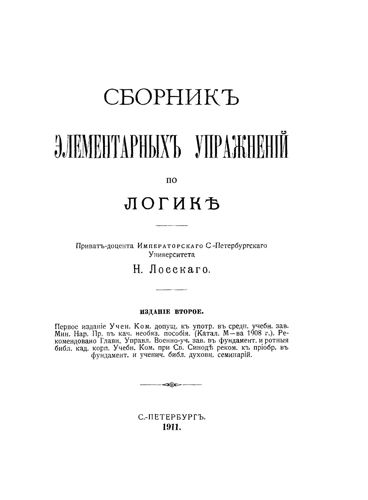 СБОРНИКЪ
ЭЛЕМЕНТАРНЫХЪ УПРАЖНЕНІЙ
ПО
ЛОГИКѢ
Приватъ-доцента ИМПЕРАТОРСКАГО С.-Петербургскаго
Университета
Н. Лосскаго.
ИЗДАНІЕ ВТОРОЕ.
Первое изданіе Учен. Ком. допущ. къ употр. въ средн. учебн. зав.
Мин. Нар. Пр. въ кач. необяз. пособія. (Катал. М—ва 1908 г.). Ре-
комендовано Главн. Управл. Военно-уч. зав. въ фундамент. и ротныя
библ. кад. корп. Учебн. Ком. при Св. Синодѣ реком. къ пріобр. въ
фундамент. и ученич. библ. духовн. семинарій.
С.-ПЕТЕРБУРГЪ.
1911.